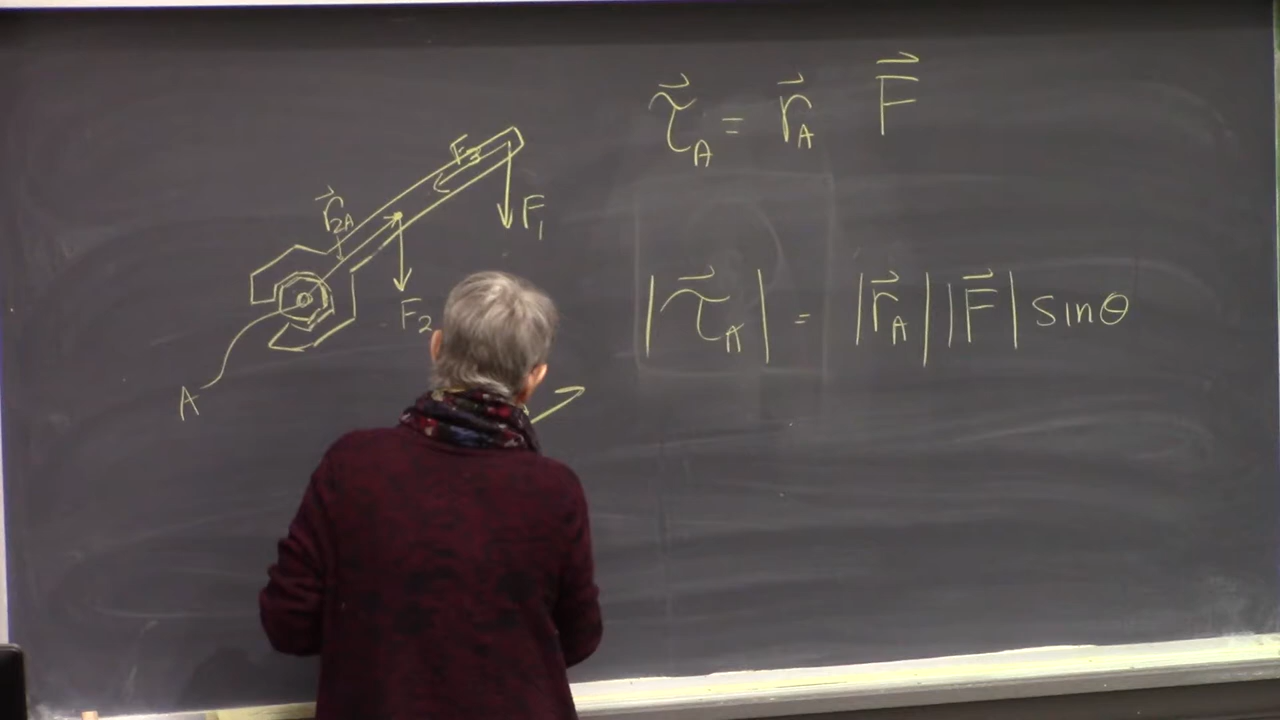 τ⃗_A = r⃗_A F⃗
F₃
r⃗_2A
F₁
|τ⃗_A| = |r⃗_A| |F⃗| sinθ
F₂
A